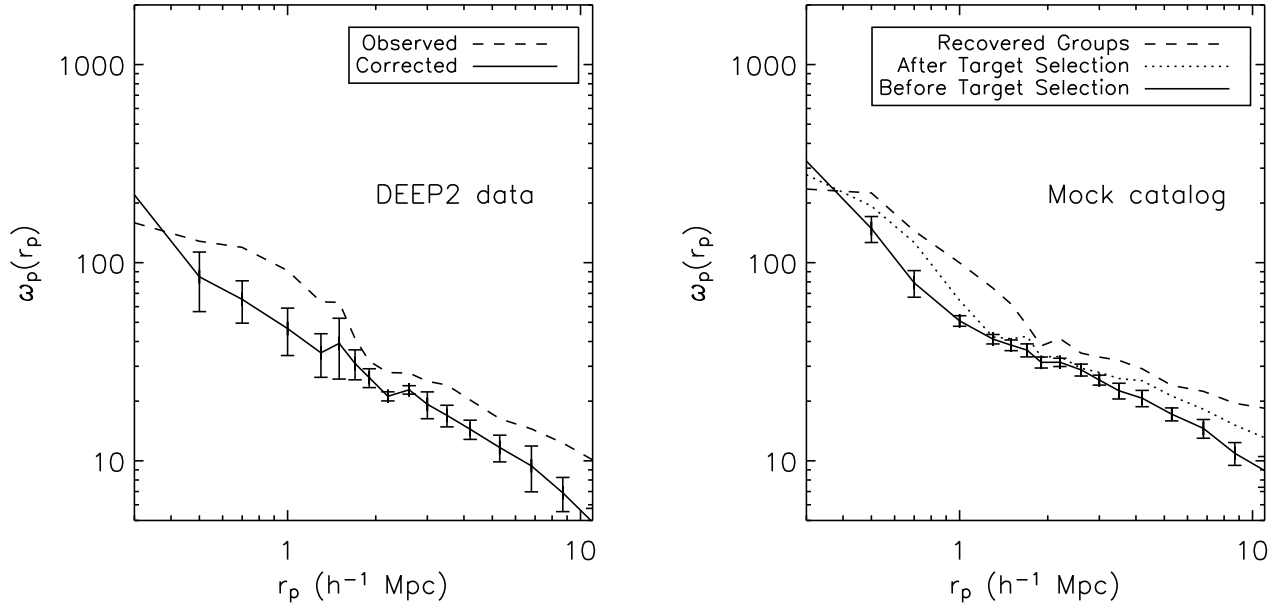 Observed
Corrected
DEEP2 data
1000
100
10
ωp(rp)
1
10
rp (h⁻¹ Mpc)
Recovered Groups
After Target Selection
Before Target Selection
Mock catalog
1000
100
10
ωp(rp)
1
10
rp (h⁻¹ Mpc)